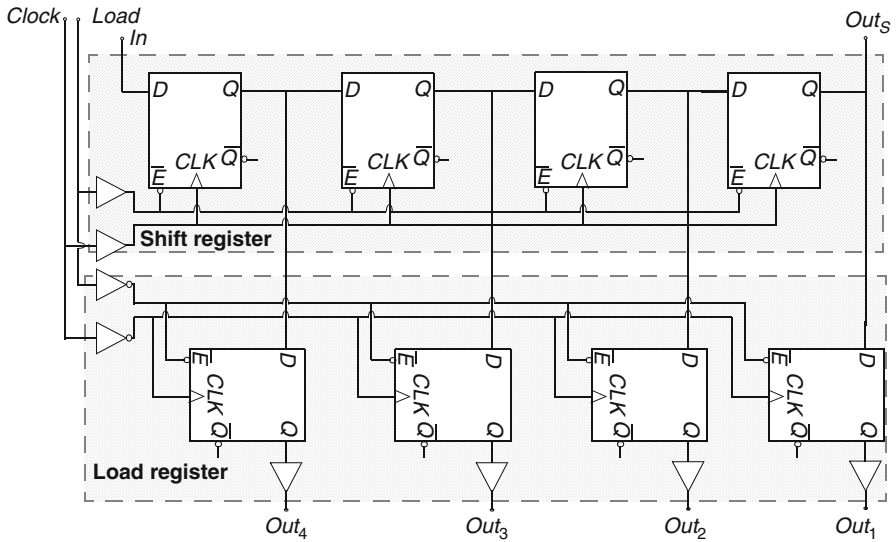 Clock Load
In
Out_S
D Q D Q D Q D Q
CLK Q̅ CLK Q̅ CLK Q̅ CLK Q̅
E̅ E̅ E̅ E̅
Shift register
E̅ D E̅ D E̅ D E̅ D
CLK CLK CLK CLK
Q̅ Q Q̅ Q Q̅ Q Q̅ Q
Load register
Out_4 Out_3 Out_2 Out_1